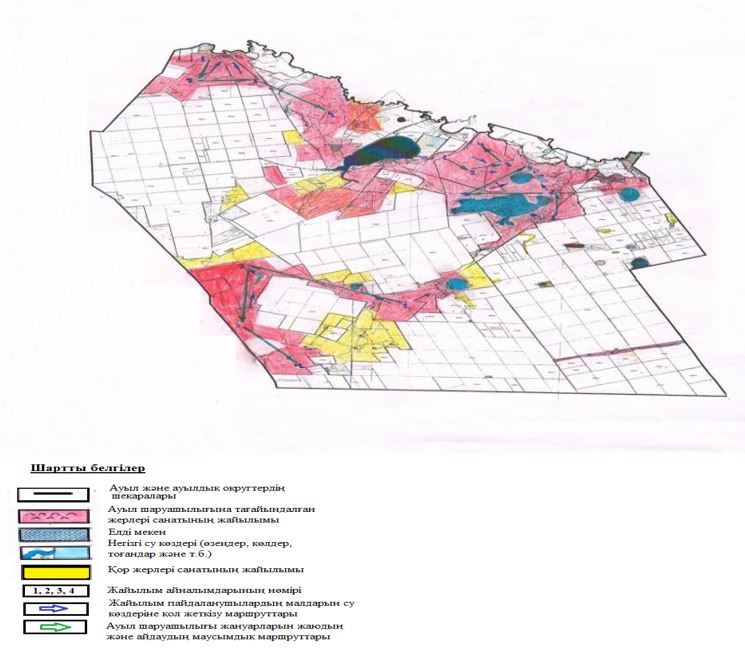 Шартты белгілер
Ауыл және ауылдық округтердің
шекаралары
Ауыл шаруашылығына тағайындалған
жерлері санатының жайылымы
Елді мекен
Негізгі су көздері (өзеңдер, көлдер,
тоғандар және т.б.)
Қор жерлері санатының жайылымы
1, 2, 3, 4
Жайылым айналымдарының нөмірі
Жайылым пайдаланушылардың малдарын су
көздеріне қол жеткізу маршруттары
Ауыл шаруашылығы жануарларын жаюдың
және айдаудың маусымдық маршруттары